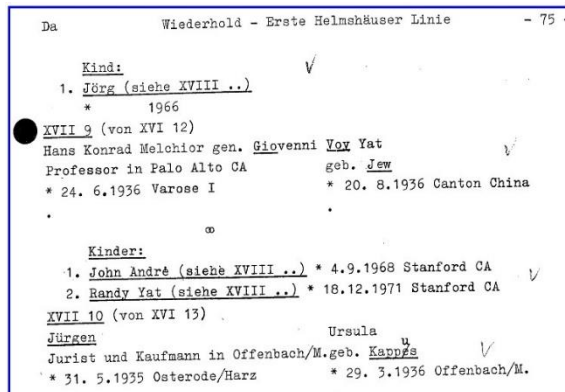 Da Wiederhold - Erste Helmshäuser Linie - 75 -
Kind:
1. Jörg (siehe XVIII ..)
* 1966
XVII 9 (von XVI 12)
Hans Konrad Melchior gen. Giovenni Voy Yat
Professor in Palo Alto CA geb. Jew
* 24. 6.1936 Varose I * 20. 8.1936 Canton China
. .
∞
Kinder:
1. John André (siehe XVIII ..) * 4.9.1968 Stanford CA
2. Randy Yat (siehe XVIII ..) * 18.12.1971 Stanford CA
XVII 10 (von XVI 13)
Jürgen Ursula
Jurist und Kaufmann in Offenbach/M. geb. Kappus
* 31. 5.1935 Osterode/Harz * 29. 3.1936 Offenbach/M.